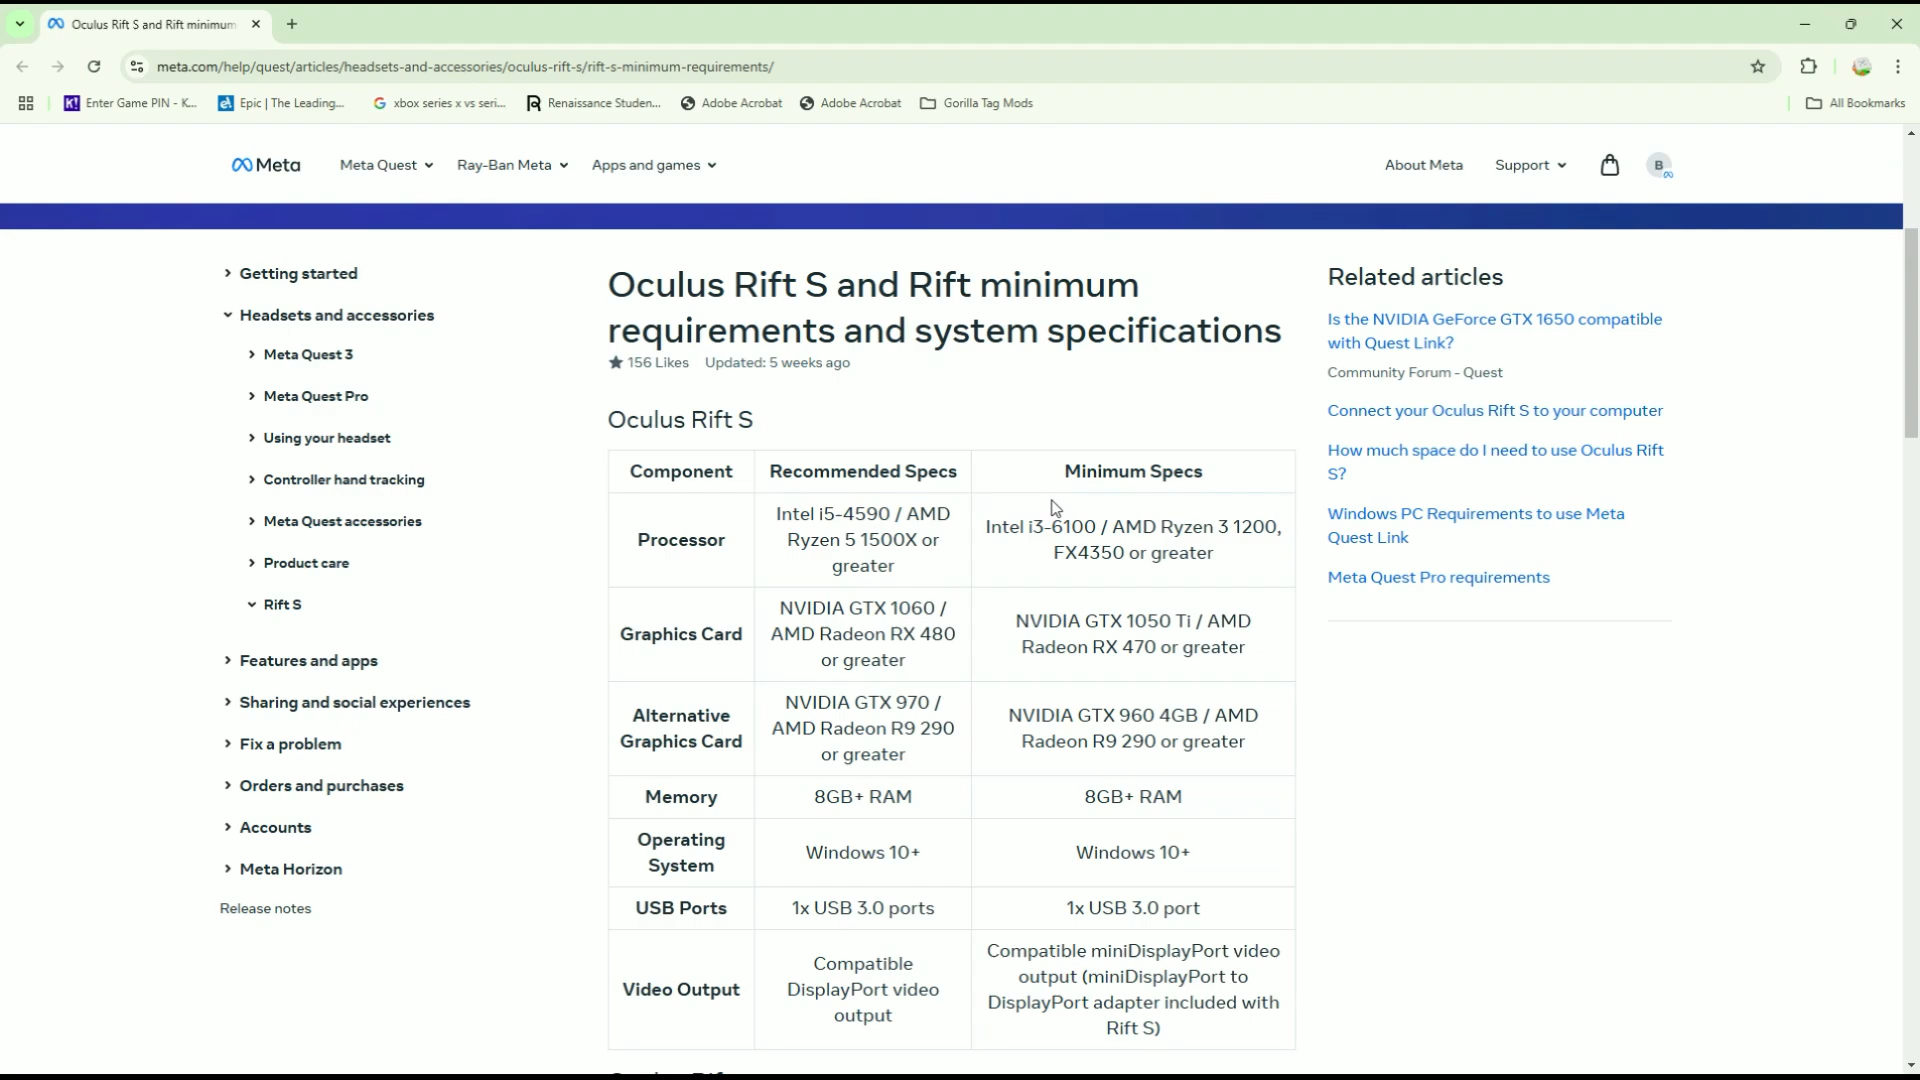 Oculus Rift S and Rift minimum
meta.com/help/quest/articles/headsets-and-accessories/oculus-rift-s/rift-s-minimum-requirements/
K! Enter Game PIN - K...
Epic | The Leading...
xbox series x vs seri...
Renaissance Studen...
Adobe Acrobat
Adobe Acrobat
Gorilla Tag Mods
All Bookmarks
Meta
Meta Quest
Ray-Ban Meta
Apps and games
About Meta
Support
B
Getting started
Headsets and accessories
Meta Quest 3
Meta Quest Pro
Using your headset
Controller hand tracking
Meta Quest accessories
Product care
Rift S
Features and apps
Sharing and social experiences
Fix a problem
Orders and purchases
Accounts
Meta Horizon
Release notes
Oculus Rift S and Rift minimum
requirements and system specifications
156 Likes Updated: 5 weeks ago
Oculus Rift S
Component Recommended Specs Minimum Specs
Processor
Intel i5-4590 / AMD
Ryzen 5 1500X or
greater
Intel i3-6100 / AMD Ryzen 3 1200,
FX4350 or greater
Graphics Card
NVIDIA GTX 1060 /
AMD Radeon RX 480
or greater
NVIDIA GTX 1050 Ti / AMD
Radeon RX 470 or greater
Alternative
Graphics Card
NVIDIA GTX 970 /
AMD Radeon R9 290
or greater
NVIDIA GTX 960 4GB / AMD
Radeon R9 290 or greater
Memory 8GB+ RAM 8GB+ RAM
Operating
System
Windows 10+
Windows 10+
USB Ports 1x USB 3.0 ports 1x USB 3.0 port
Video Output
Compatible
DisplayPort video
output
Compatible miniDisplayPort video
output (miniDisplayPort to
DisplayPort adapter included with
Rift S)
Related articles
Is the NVIDIA GeForce GTX 1650 compatible
with Quest Link?
Community Forum - Quest
Connect your Oculus Rift S to your computer
How much space do I need to use Oculus Rift
S?
Windows PC Requirements to use Meta
Quest Link
Meta Quest Pro requirements